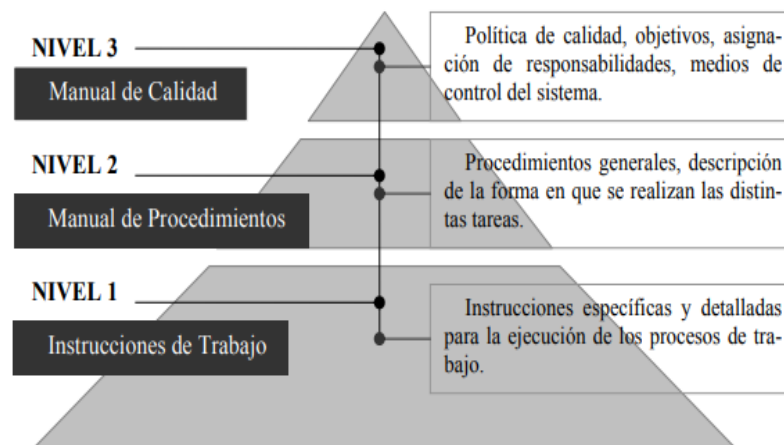 NIVEL 3
Manual de Calidad
Política de calidad, objetivos, asigna-
ción de responsabilidades, medios de
control del sistema.
NIVEL 2
Manual de Procedimientos
Procedimientos generales, descripción
de la forma en que se realizan las distin-
tas tareas.
NIVEL 1
Instrucciones de Trabajo
Instrucciones específicas y detalladas
para la ejecución de los procesos de tra-
bajo.